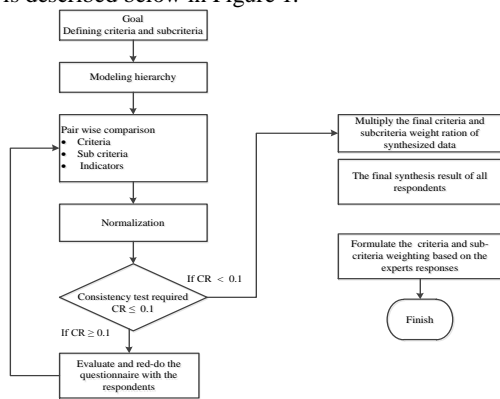 is described below in Figure 1.
Goal
Defining criteria and subcriteria
Modeling hierarchy
Pair wise comparison
• Criteria
• Sub criteria
• Indicators
Normalization
Consistency test required
CR ≤ 0.1
If CR < 0.1
If CR ≥ 0.1
Evaluate and red-do the
questionnaire with the
respondents
Multiply the final criteria and
subcriteria weight ration of
synthesized data
The final synthesis result of all
respondents
Formulate the criteria and sub-
criteria weighting based on the
experts responses
Finish